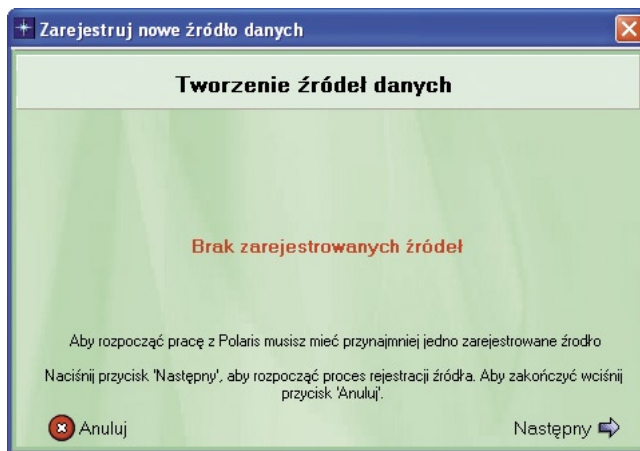 Zarejestruj nowe źródło danych
Tworzenie źródeł danych
Brak zarejestrowanych źródeł
Aby rozpocząć pracę z Polaris musisz mieć przynajmniej jedno zarejestrowane źrodło
Naciśnij przycisk 'Następny', aby rozpocząć proces rejestracji źródła. Aby zakończyć wciśnij
przycisk 'Anuluj'.
Anuluj
Następny